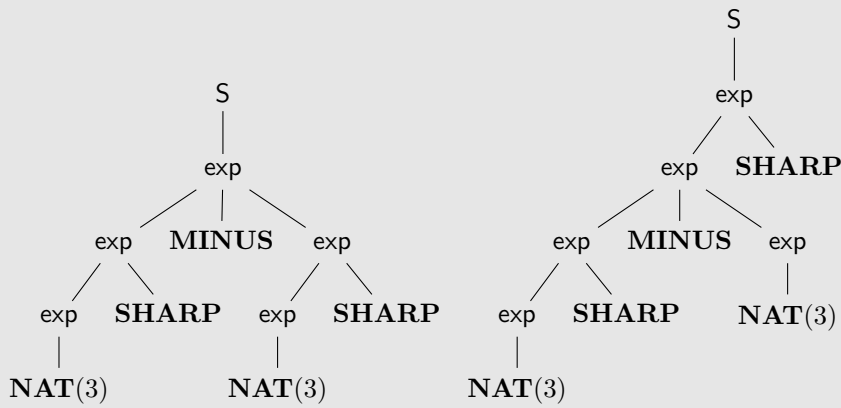 S
exp
exp MINUS exp
exp SHARP exp SHARP
NAT(3) NAT(3)
S
exp
exp SHARP
exp MINUS exp
exp SHARP NAT(3)
NAT(3)